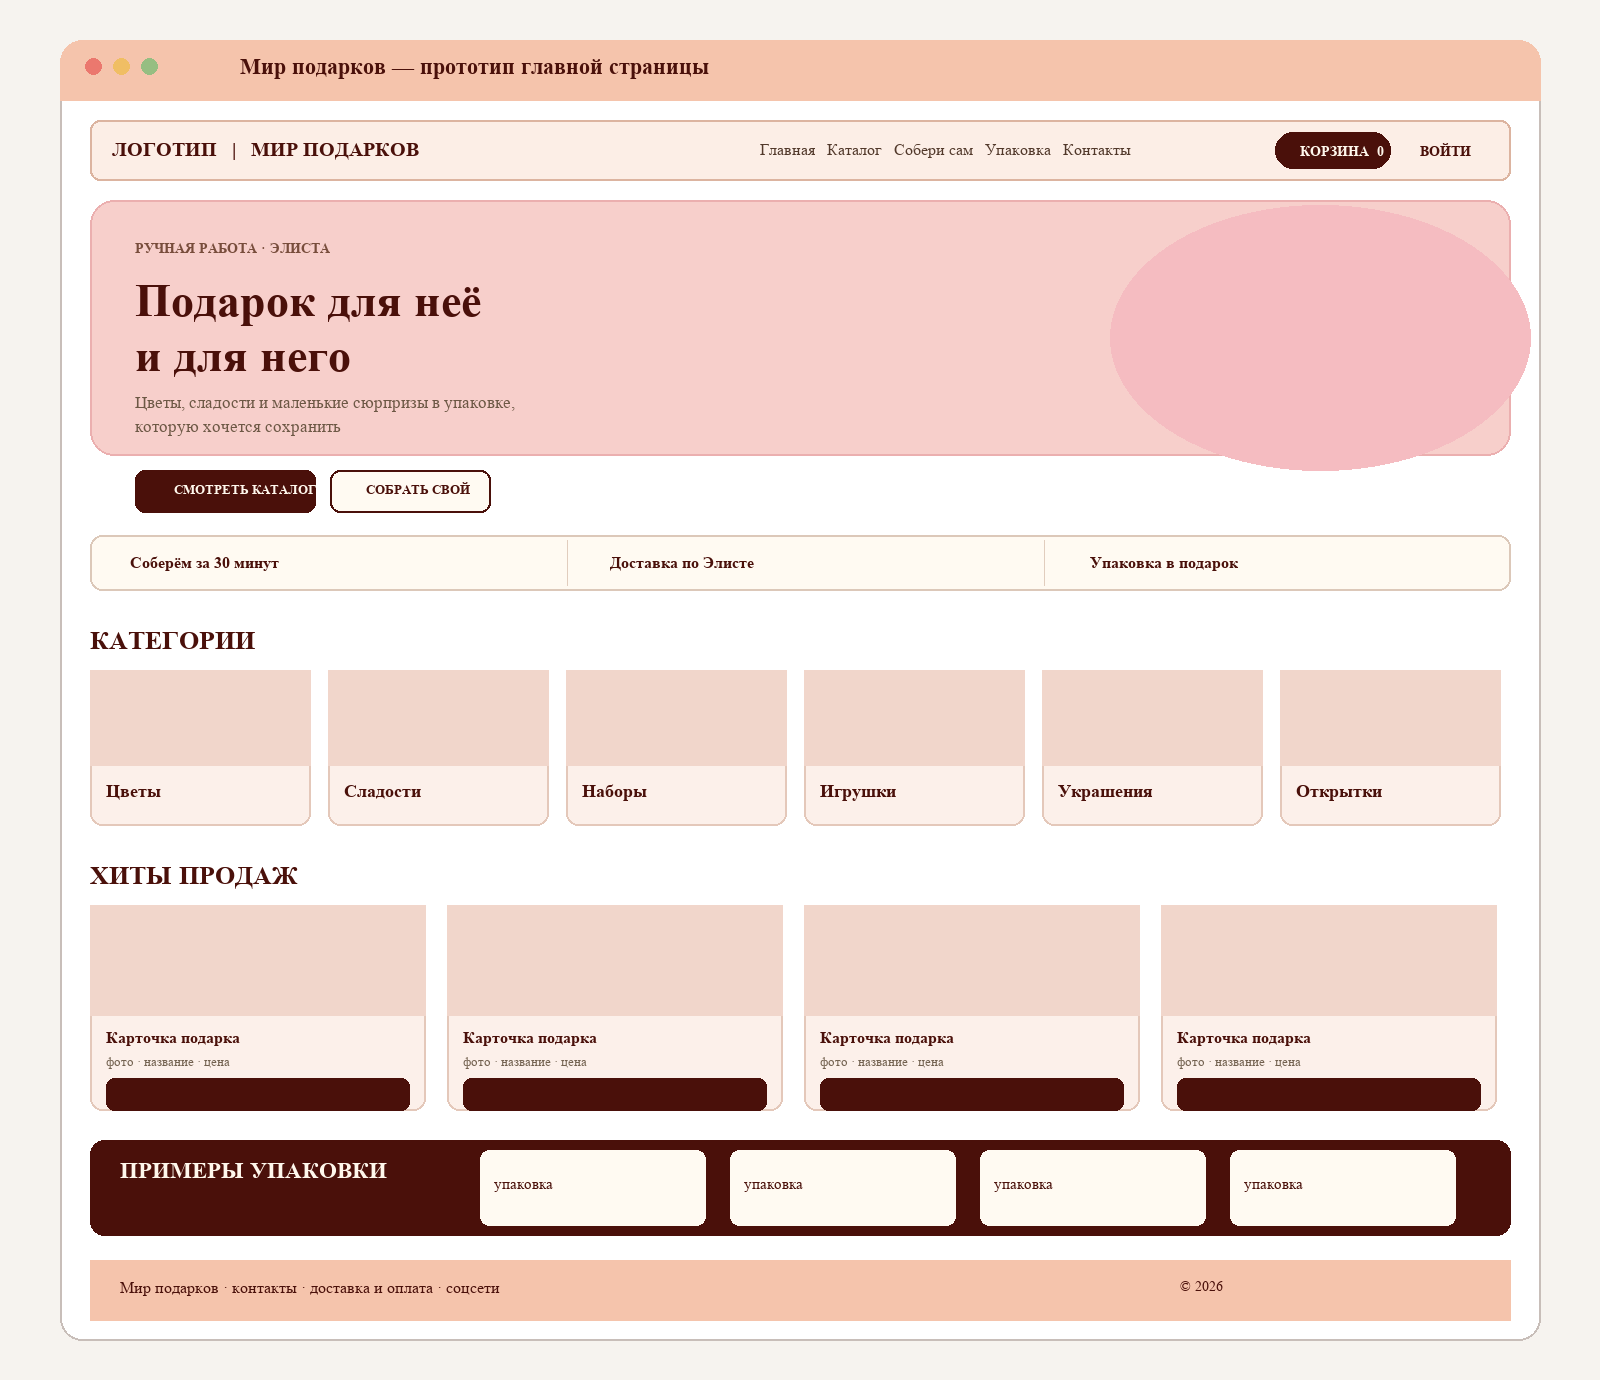 Мир подарков — прототип главной страницы
ЛОГОТИП | МИР ПОДАРКОВ
Главная Каталог Собери сам Упаковка Контакты
КОРЗИНА 0
ВОЙТИ
РУЧНАЯ РАБОТА · ЭЛИСТА
Подарок для неё
и для него
Цветы, сладости и маленькие сюрпризы в упаковке,
которую хочется сохранить
СМОТРЕТЬ КАТАЛОГ
СОБРАТЬ СВОЙ
Соберём за 30 минут
Доставка по Элисте
Упаковка в подарок
КАТЕГОРИИ
Цветы
Сладости
Наборы
Игрушки
Украшения
Открытки
ХИТЫ ПРОДАЖ
Карточка подарка
фото · название · цена
Карточка подарка
фото · название · цена
Карточка подарка
фото · название · цена
Карточка подарка
фото · название · цена
ПРИМЕРЫ УПАКОВКИ
упаковка
упаковка
упаковка
упаковка
Мир подарков · контакты · доставка и оплата · соцсети
© 2026